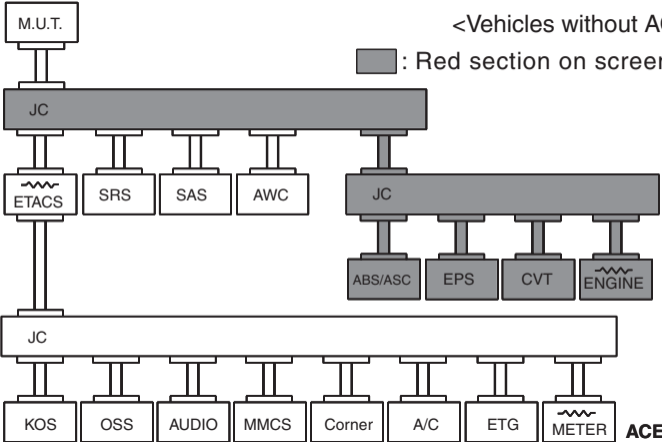 M.U.T.
<Vehicles without AC
: Red section on screen
JC
ETACS SRS SAS AWC JC
ABS/ASC EPS CVT ENGINE
JC
KOS OSS AUDIO MMCS Corner A/C ETG METER ACE